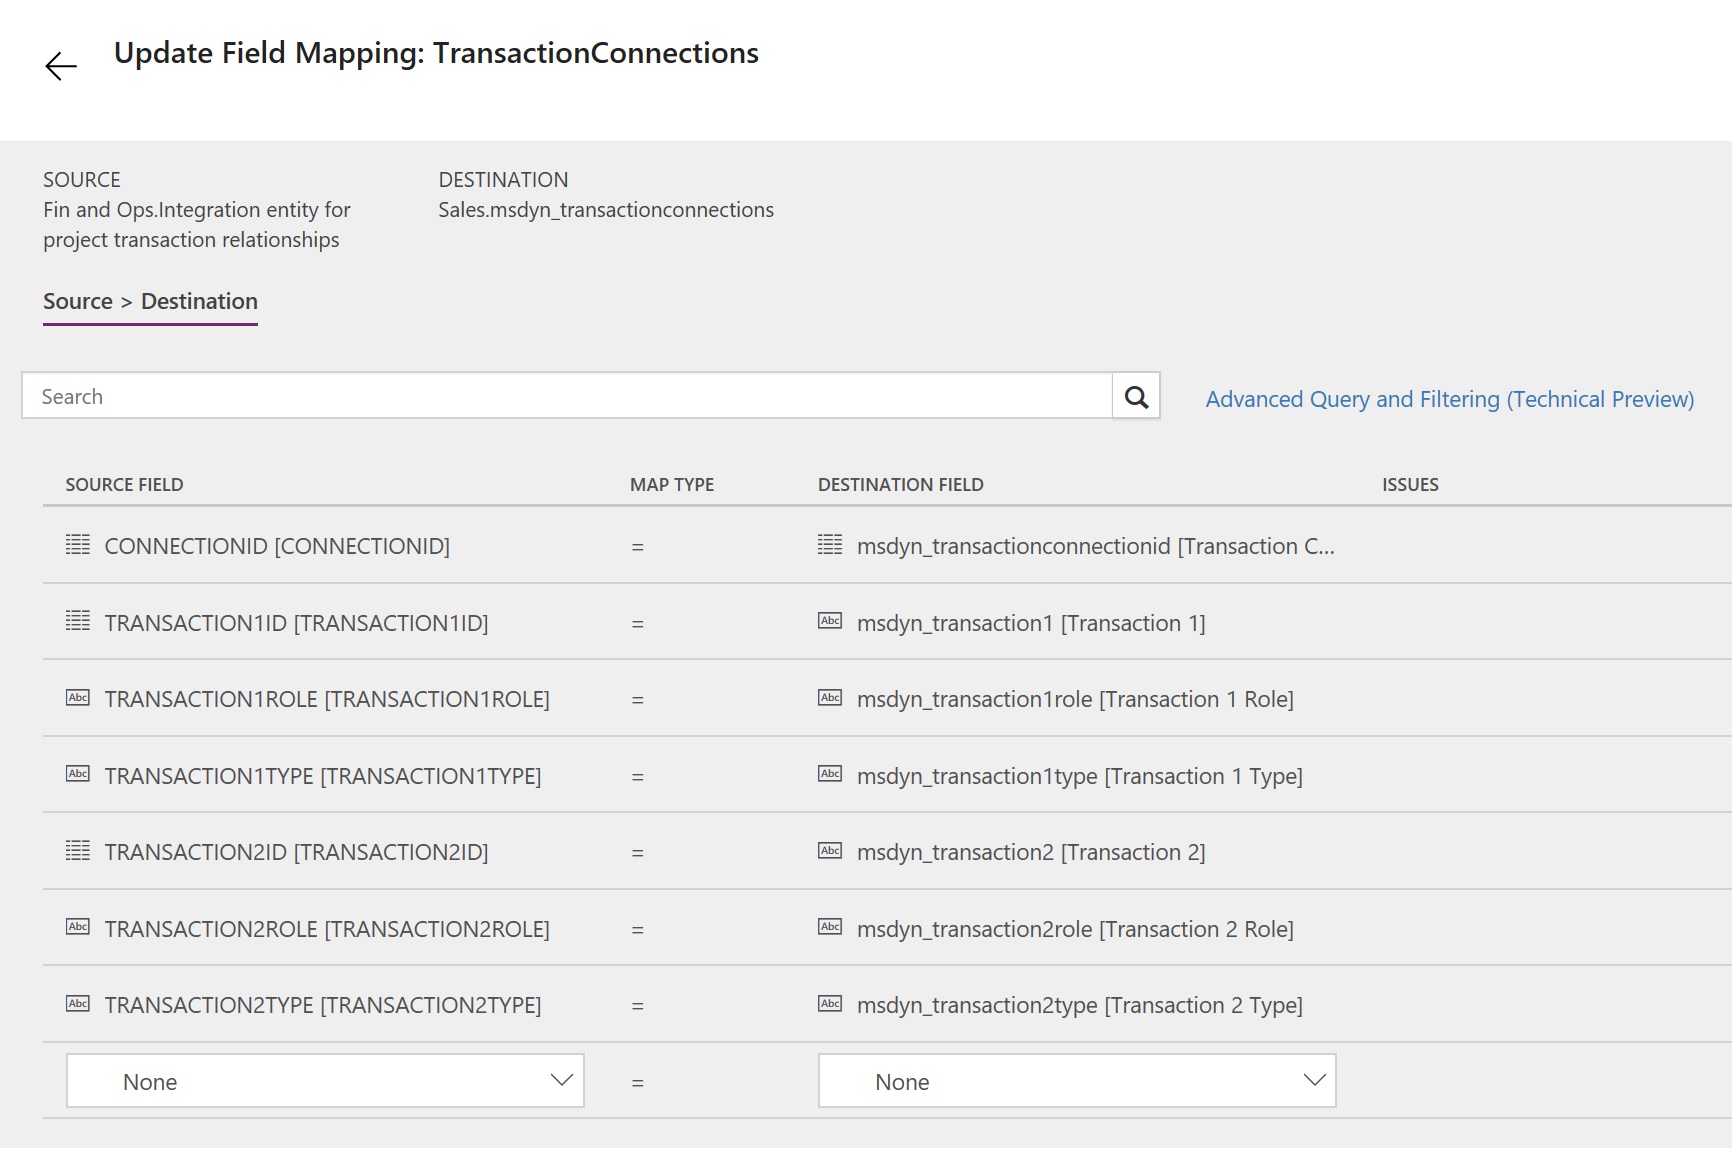 Update Field Mapping: TransactionConnections
SOURCE
Fin and Ops.Integration entity for
project transaction relationships
DESTINATION
Sales.msdyn_transactionconnections
Source > Destination
Search
Advanced Query and Filtering (Technical Preview)
SOURCE FIELD MAP TYPE DESTINATION FIELD ISSUES
CONNECTIONID [CONNECTIONID] = msdyn_transactionconnectionid [Transaction C...
TRANSACTION1ID [TRANSACTION1ID] = Abc msdyn_transaction1 [Transaction 1]
Abc TRANSACTION1ROLE [TRANSACTION1ROLE] = Abc msdyn_transaction1role [Transaction 1 Role]
Abc TRANSACTION1TYPE [TRANSACTION1TYPE] = Abc msdyn_transaction1type [Transaction 1 Type]
TRANSACTION2ID [TRANSACTION2ID] = Abc msdyn_transaction2 [Transaction 2]
Abc TRANSACTION2ROLE [TRANSACTION2ROLE] = Abc msdyn_transaction2role [Transaction 2 Role]
Abc TRANSACTION2TYPE [TRANSACTION2TYPE] = Abc msdyn_transaction2type [Transaction 2 Type]
None = None